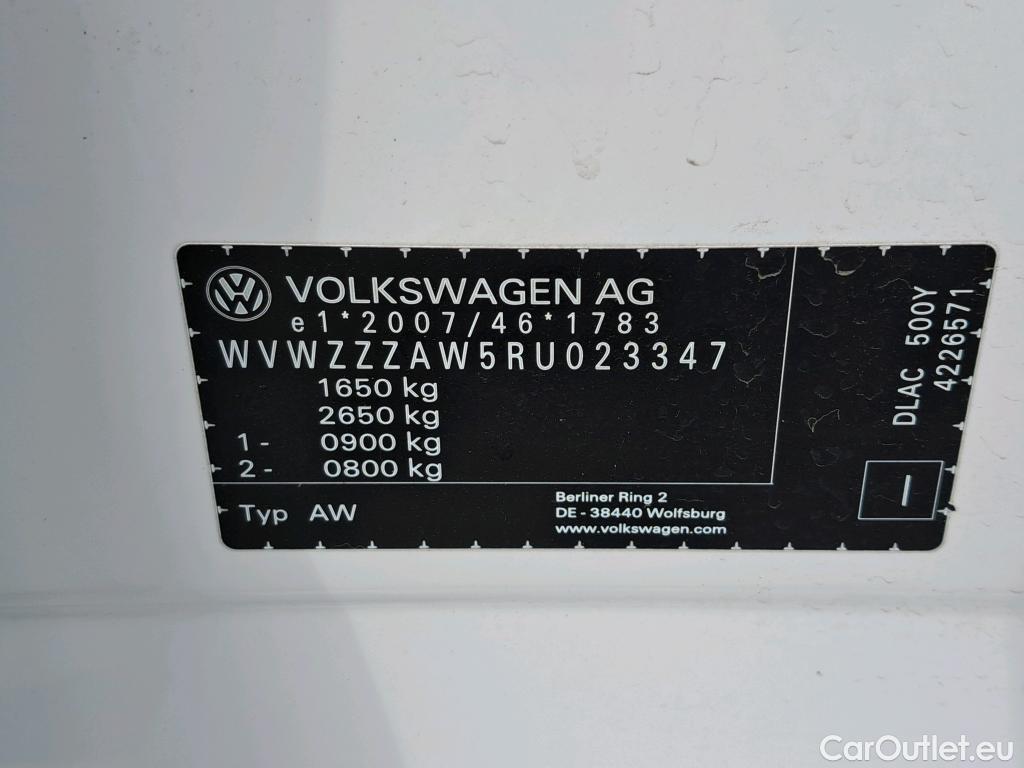 VOLKSWAGEN AG
e1*2007/46*1783
WVWZZZAW5RU023347
1650 kg
2650 kg
1- 0900 kg
2- 0800 kg
Typ AW
Berliner Ring 2
DE - 38440 Wolfsburg
www.volkswagen.com
DLAC 500Y
4226571
I
CarOutlet.eu